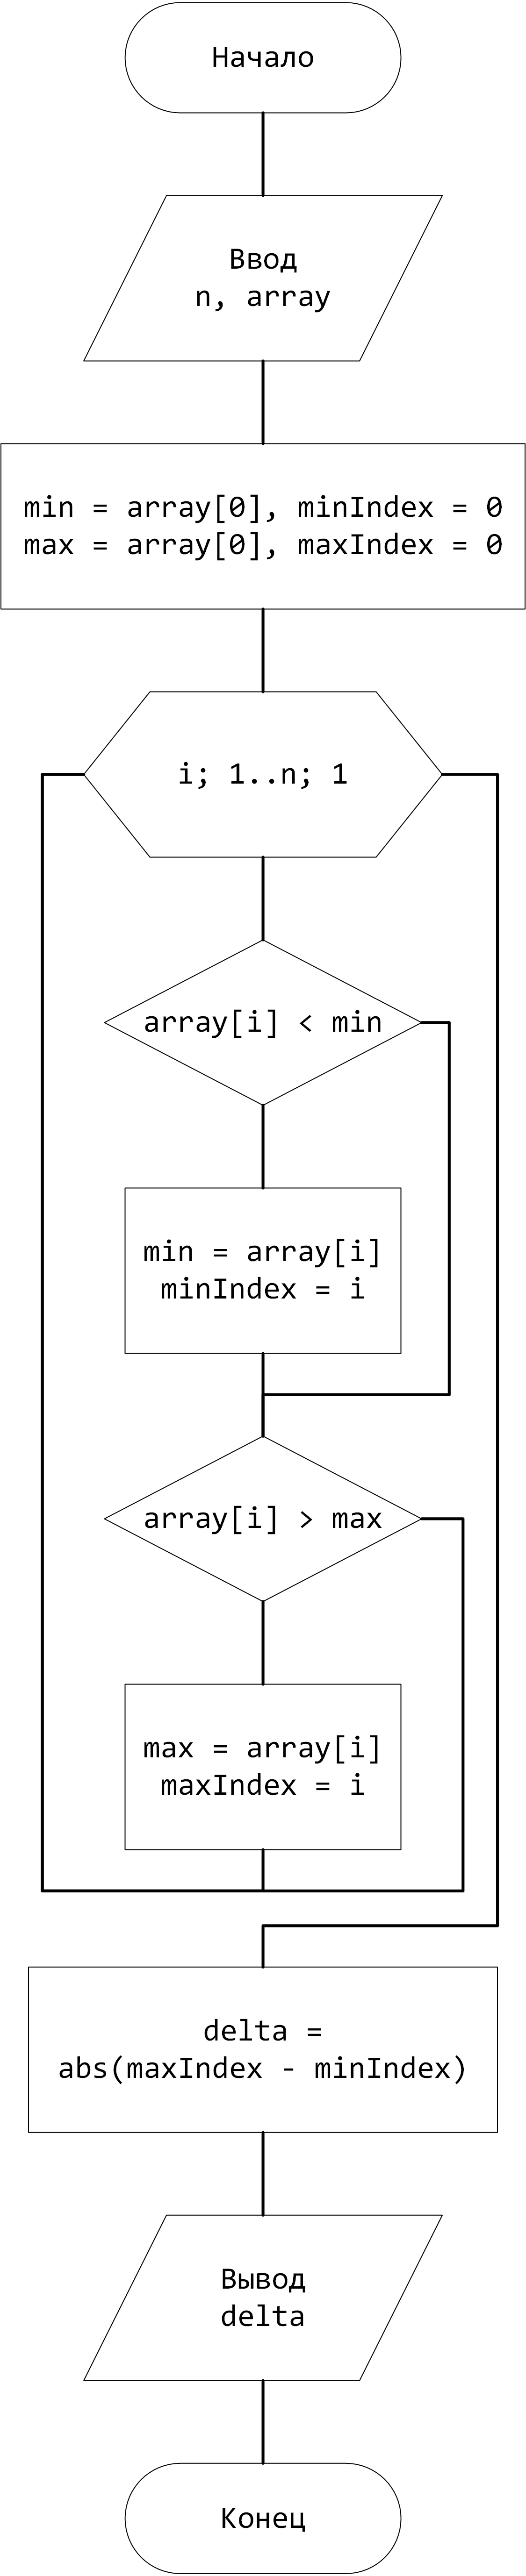 Начало
Ввод
n, array
min = array[0], minIndex = 0
max = array[0], maxIndex = 0
i; 1..n; 1
array[i] < min
min = array[i]
minIndex = i
array[i] > max
max = array[i]
maxIndex = i
delta =
abs(maxIndex - minIndex)
Вывод
delta
Конец